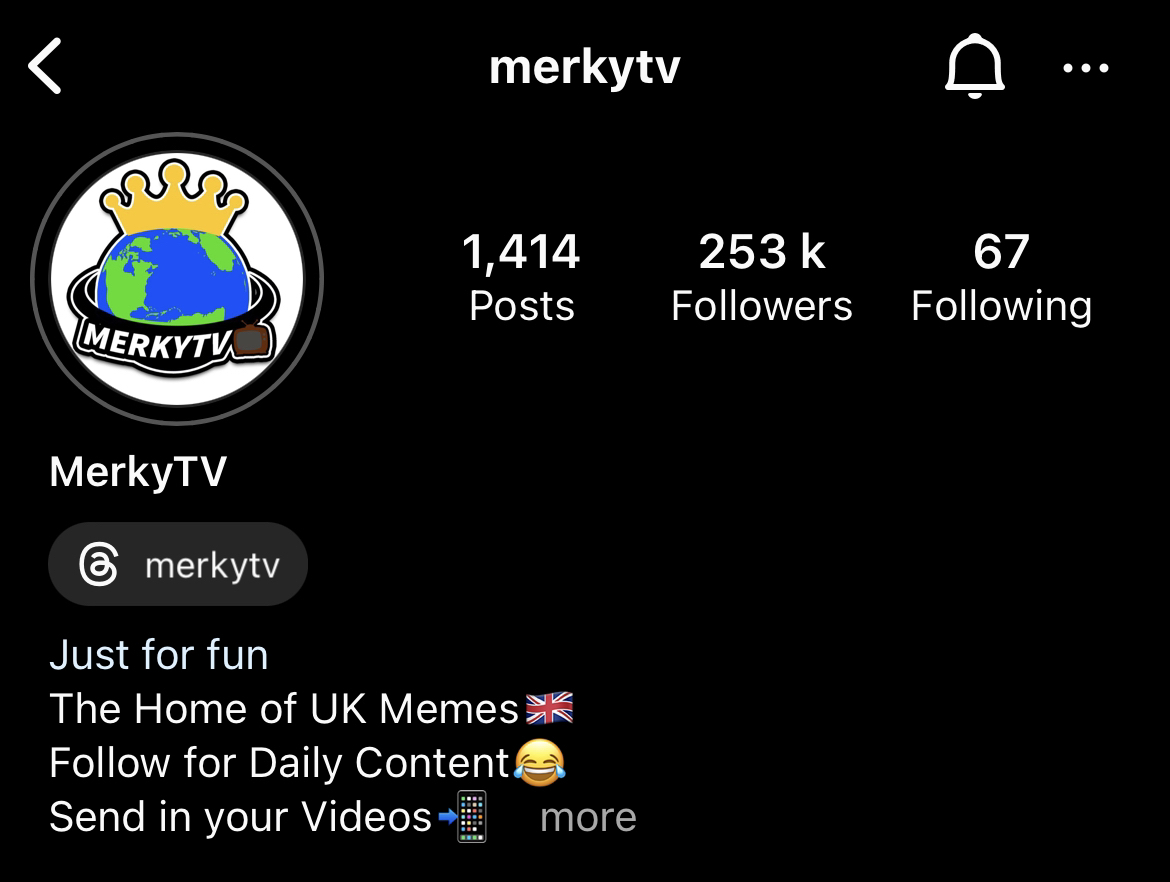 merkytv
MERKYTV
1,414
Posts
253 k
Followers
67
Following
MerkyTV
merkytv
Just for fun
The Home of UK Memes🇬🇧
Follow for Daily Content😂
Send in your Videos📲 more